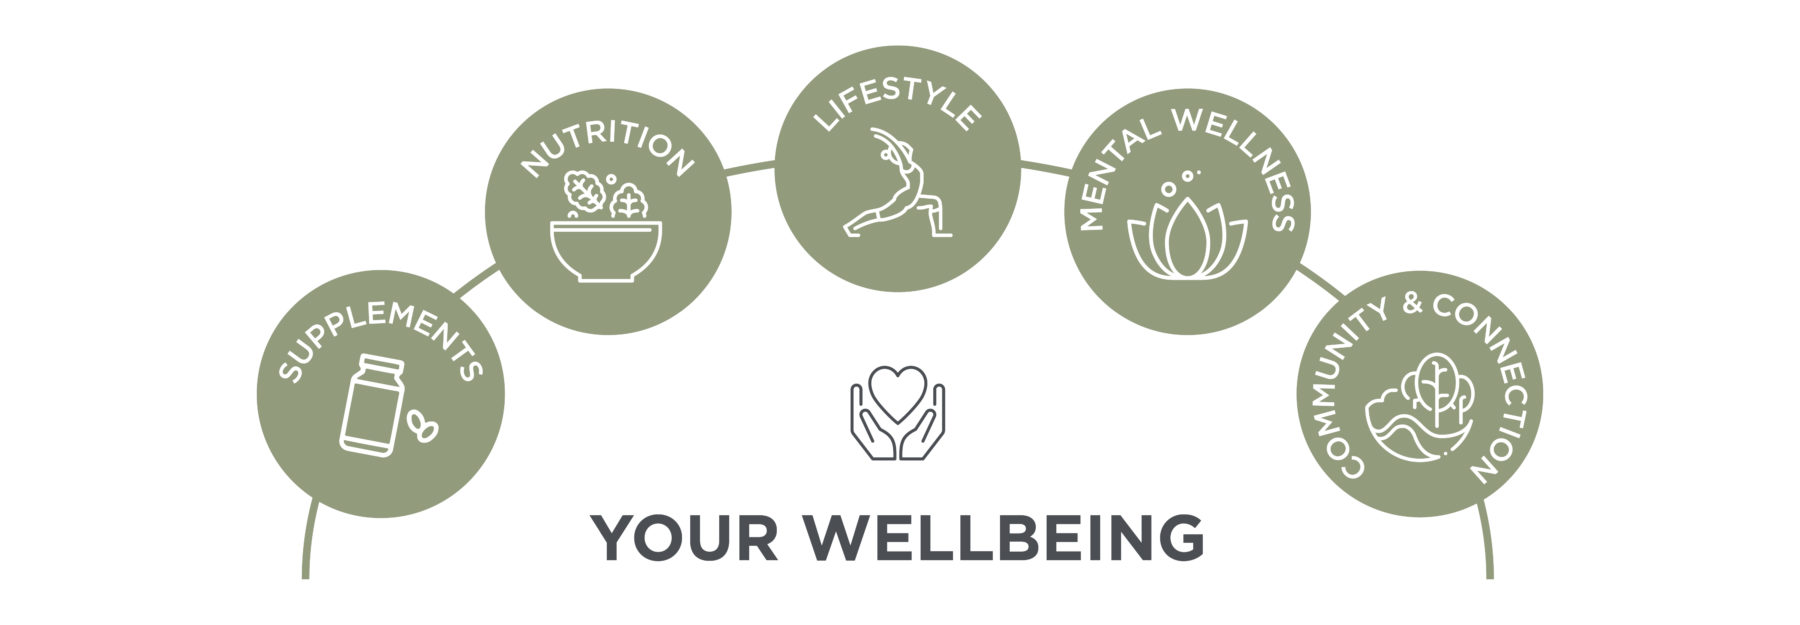 SUPPLEMENTS
NUTRITION
LIFESTYLE
MENTAL WELLNESS
COMMUNITY & CONNECTION
YOUR WELLBEING